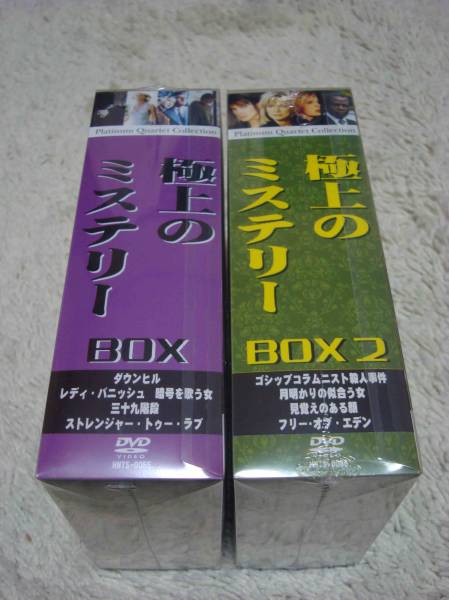 Platinum Quartet Collection
極上の
ミステリー
BOX
ダウンヒル
レディ・バニッシュ 暗号を歌う女
三十九階段
ストレンジャー・トゥー・ラブ
DVD
VIDEO
Platinum Quartet Collection
極上の
ミステリー
BOX 2
ゴシップコラムニスト殺人事件
月明かりの似合う女
見覚えのある顔
フリー・オブ・エデン
DVD
VIDEO